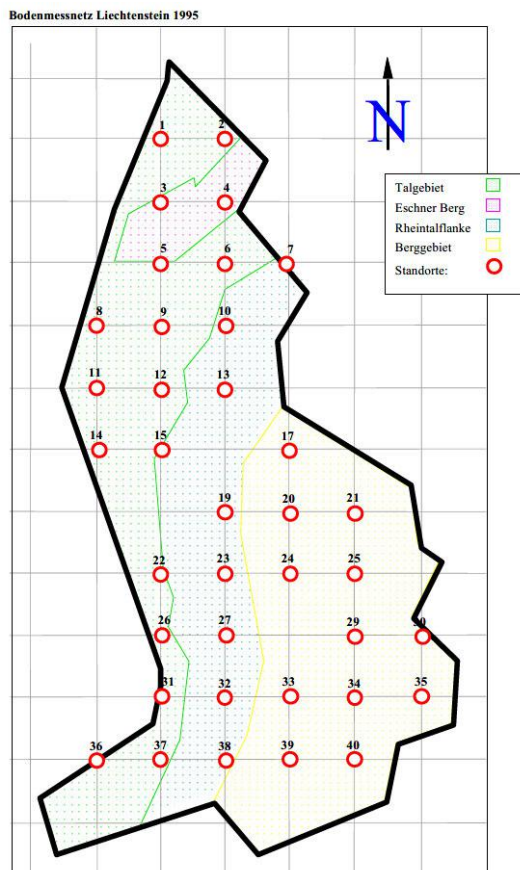 Bodenmessnetz Liechtenstein 1995
N
1 2
Talgebiet
Eschner Berg
Rheintalflanke
Berggebiet
Standorte:
3 4
5 6 7
8 9 10
11 12 13
14 15 17
19 20 21
22 23 24 25
26 27 29 30
31 32 33 34 35
36 37 38 39 40